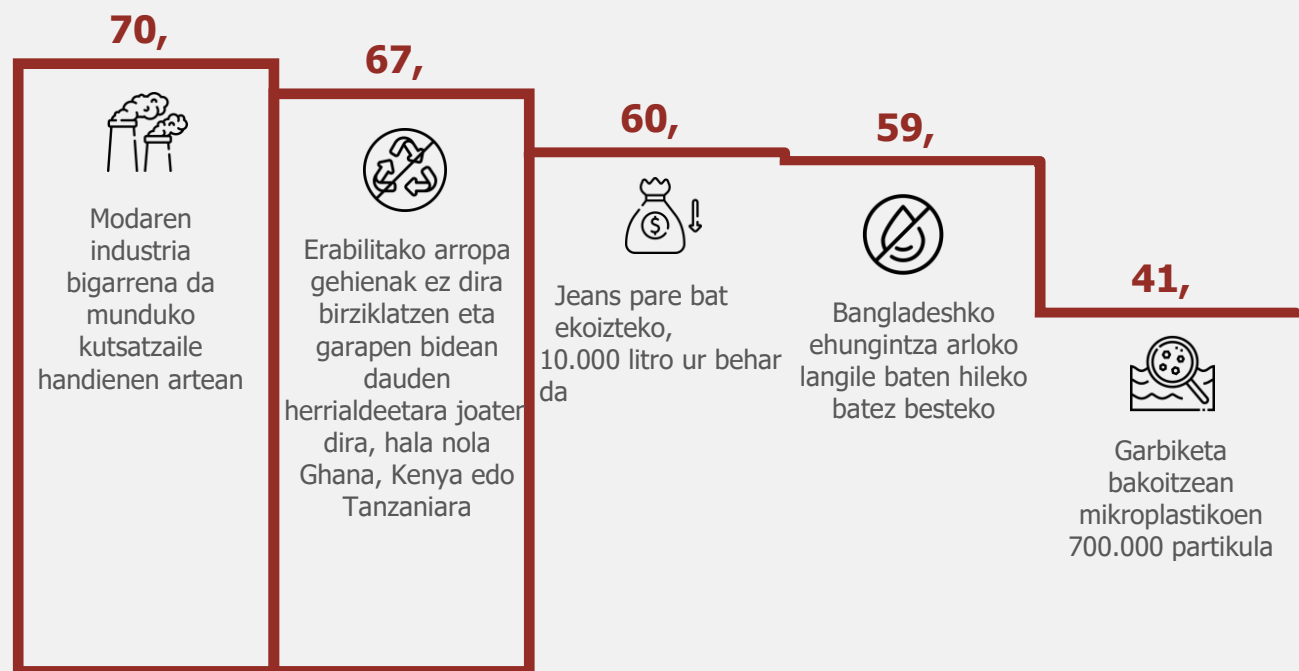 70,
Modaren
industria
bigarrena da
munduko
kutsatzaile
handienen artean
67,
Erabilitako arropa
gehienak ez dira
birziklatzen eta
garapen bidean
dauden
herrialdeetara joater
dira, hala nola
Ghana, Kenya edo
Tanzaniara
60,
$
Jeans pare bat
ekoizteko,
10.000 litro ur behar
da
59,
Bangladeshko
ehungintza arloko
langile baten hileko
batez besteko
41,
Garbiketa
bakoitzean
mikroplastikoen
700.000 partikula